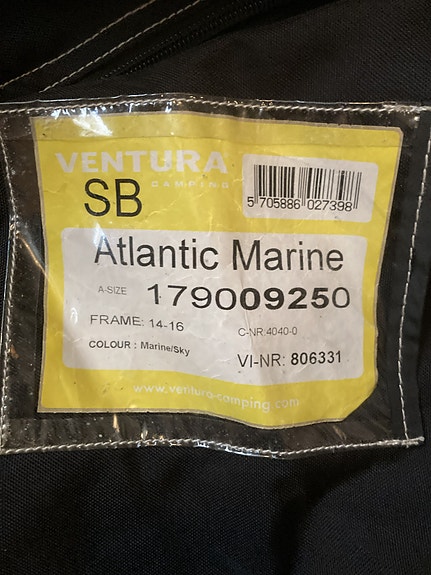 VENTURA
CAMPING
SB
5 705886 027398
Atlantic Marine
A-SIZE 179009250
FRAME: 14-16 C-NR:4040-0
COLOUR : Marine/Sky VI-NR: 806331
www.ventura-camping.com